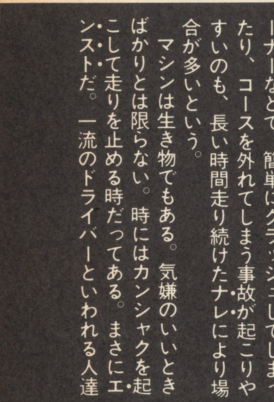 ーナーなどで、簡単にクラッシュしてしま
たり、コースを外れてしまう事故が起こりや
すいのも、長い時間走り続けたナレにより場
合が多いという。
マシンは生き物でもある。気嫌のいいとき
ばかりとは限らない。時にはカンシャクを起
こして走りを止める時だってある。まさにエ
ンストだ。一流のドライバーといわれる人達